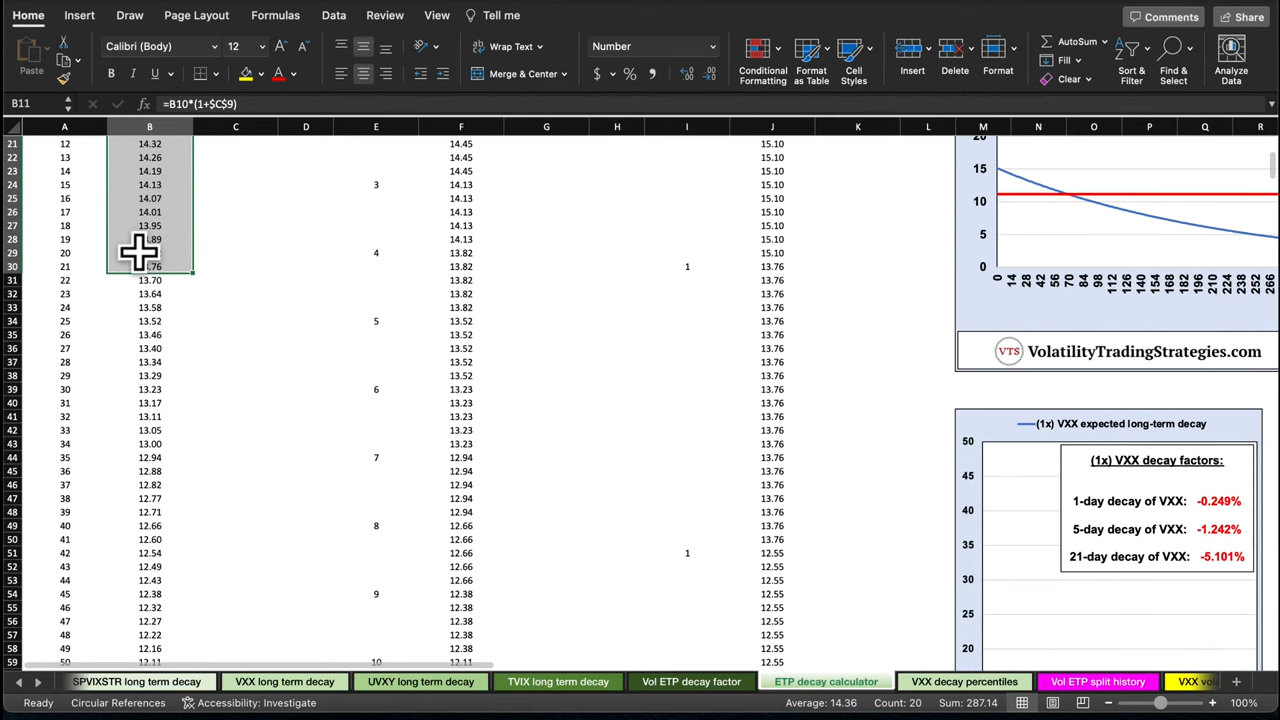 Home Insert Draw Page Layout Formulas Data Review View Tell me Comments Share
Paste Calibri (Body) 12 Wrap Text Number AutoSum
B I U Merge & Center $ % Conditional Formatting Format as Table Cell Styles Insert Delete Format Fill Clear Sort & Filter Find & Select Analyze Data
B11 fx =B10*(1+$C$9)
A B C D E F G H I J K L M N O P Q R
21 12 14.32 14.45 15.10
22 13 14.26 14.45 15.10
23 14 14.19 14.45 15.10
24 15 14.13 3 14.13 15.10
25 16 14.07 14.13 15.10
26 17 14.01 14.13 15.10
27 18 13.95 14.13 15.10
28 19 14.13 15.10
29 20 4 13.82 15.10
30 21 13.82 1 13.76
31 22 13.70 13.82 13.76
32 23 13.64 13.82 13.76
33 24 13.58 13.82 13.76
34 25 13.52 5 13.52 13.76
35 26 13.46 13.52 13.76
36 27 13.40 13.52 13.76
37 28 13.34 13.52 13.76
38 29 13.29 13.52 13.76
39 30 13.23 6 13.23 13.76
40 31 13.17 13.23 13.76
41 32 13.11 13.23 13.76
42 33 13.05 13.23 13.76
43 34 13.00 13.23 13.76
44 35 12.94 7 12.94 13.76
45 36 12.88 12.94 13.76
46 37 12.82 12.94 13.76
47 38 12.77 12.94 13.76
48 39 12.71 12.94 13.76
49 40 12.66 8 12.66 13.76
50 41 12.60 12.66 13.76
51 42 12.54 12.66 1 12.55
52 43 12.49 12.66 12.55
53 44 12.43 12.66 12.55
54 45 12.38 9 12.38 12.55
55 46 12.32 12.38 12.55
56 47 12.27 12.38 12.55
57 48 12.22 12.38 12.55
58 49 12.16 12.38 12.55
59 50 12.11 10 12.11 12.55
20
15
10
5
0
0 14 28 42 56 70 84 98 112 126 140 154 168 182 196 210 224 238 252 266
VTS VolatilityTradingStrategies.com
(1x) VXX expected long-term decay
50
45
40
35
30
25
20
(1x) VXX decay factors:
1-day decay of VXX: -0.249%
5-day decay of VXX: -1.242%
21-day decay of VXX: -5.101%
SPVIXSTR long term decay VXX long term decay UVXY long term decay TVIX long term decay Vol ETP decay factor ETP decay calculator VXX decay percentiles Vol ETP split history
Ready Circular References Accessibility: Investigate Average: 14.36 Count: 20 Sum: 287.14 100%